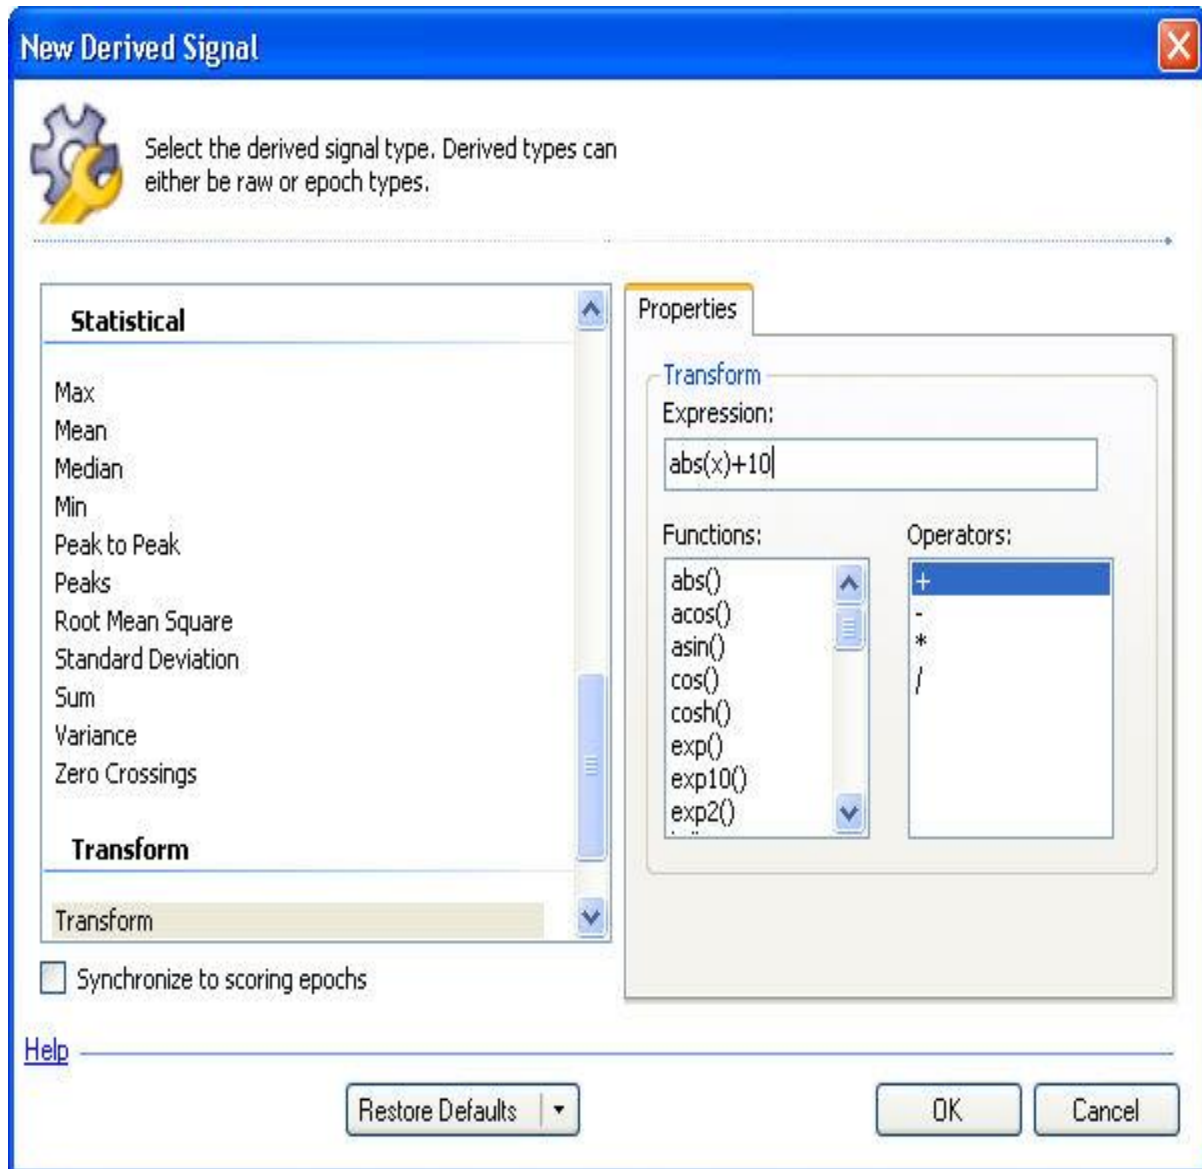 New Derived Signal
Select the derived signal type. Derived types can
either be raw or epoch types.
Statistical
Max
Mean
Median
Min
Peak to Peak
Peaks
Root Mean Square
Standard Deviation
Sum
Variance
Zero Crossings
Transform
Transform
Synchronize to scoring epochs
Properties
Transform
Expression:
abs(x)+10
Functions:
abs()
acos()
asin()
cos()
cosh()
exp()
exp10()
exp2()
Operators:
+
-
*
/
Help
Restore Defaults
OK
Cancel